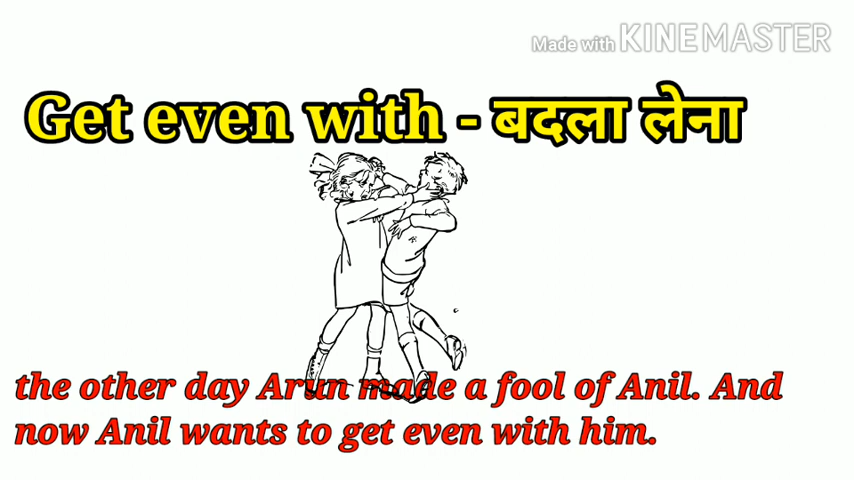 Made with KINEMASTER
Get even with - बदला लेना
the other day Arun made a fool of Anil. And
now Anil wants to get even with him.